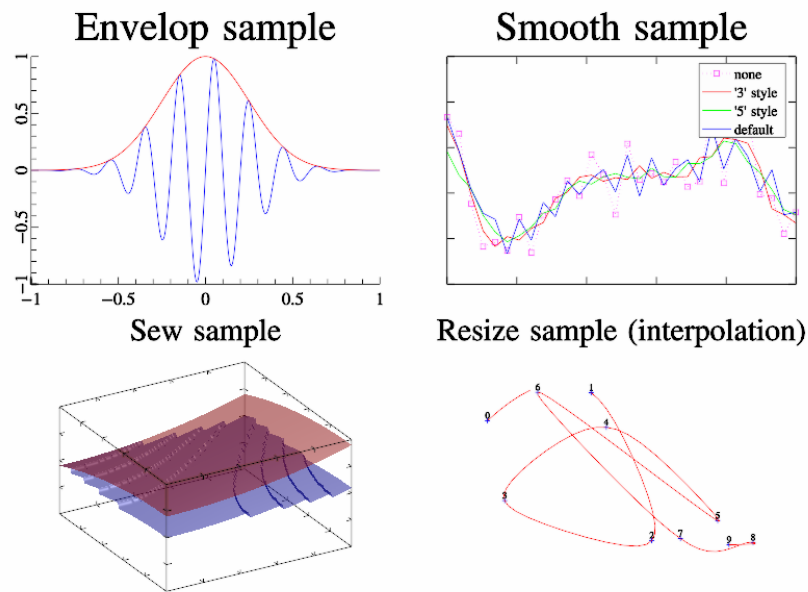 Envelop sample
1
0.5
0
−0.5
−1
−1
−0.5
0
0.5
1
Smooth sample
none
'3' style
'5' style
default
Sew sample
Resize sample (interpolation)
0
6
1
4
3
5
2
7
9
8